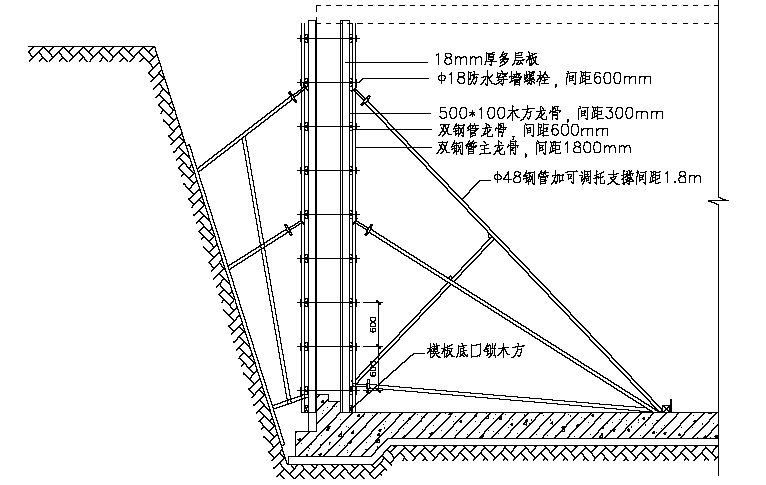 18mm厚多层板
Φ18防水穿墙螺栓，间距600mm
500*100木方龙骨，间距300mm
双钢管龙骨，间距600mm
双钢管主龙骨，间距1800mm
Φ48钢管加可调托支撑间距1.8m
600
600
模板底口锁木方